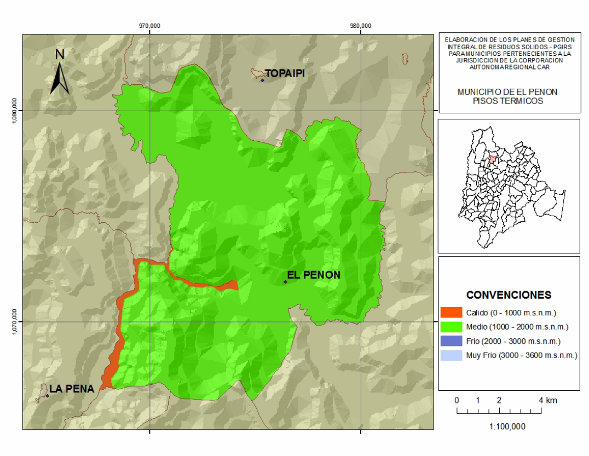 970,000
980,000
N
TOPAIPI
1,080,000
EL PENON
1,070,000
LA PENA
ELABORACION DE LOS PLANES DE GESTION
INTEGRAL DE RESIDUOS SOLIDOS - PGIRS
PARA MUNICIPIOS PERTENECIENTES A LA
JURISDICCION DE LA CORPORACION
AUTONOMA REGIONAL CAR
MUNICIPIO DE EL PENON
PISOS TERMICOS
CONVENCIONES
Calido (0 - 1000 m.s.n.m.)
Medio (1000 - 2000 m.s.n.m.)
Frio (2000 - 3000 m.s.n.m.)
Muy Frio (3000 - 3600 m.s.n.m.)
0 1 2 4 km
1:100,000